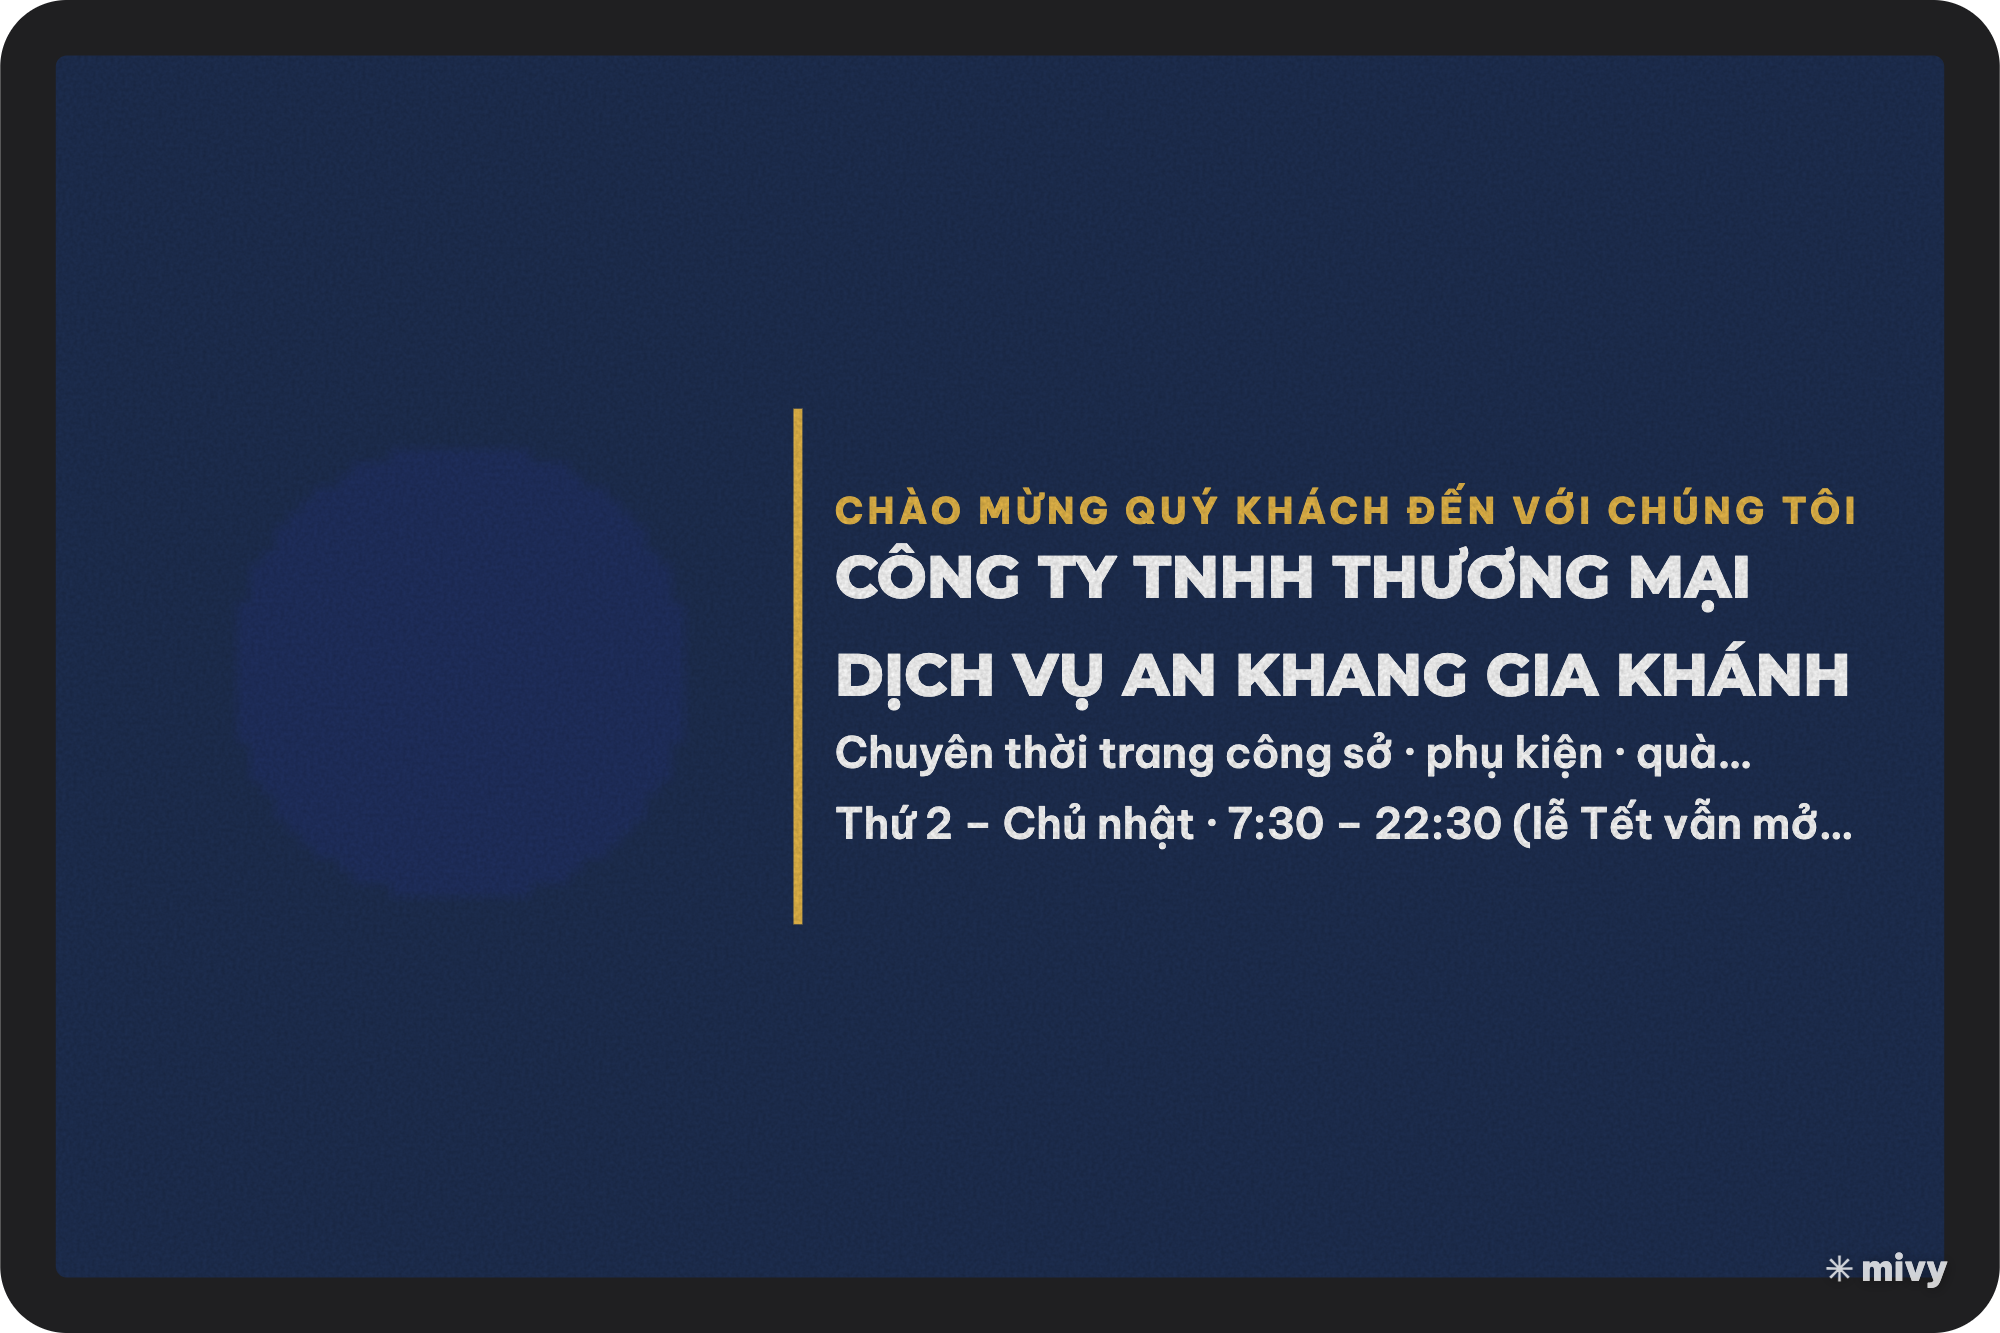 CHÀO MỪNG QUÝ KHÁCH ĐẾN VỚI CHÚNG TÔI
CÔNG TY TNHH THƯƠNG MẠI
DỊCH VỤ AN KHANG GIA KHÁNH
Chuyên thời trang công sở · phụ kiện · quà...
Thứ 2 – Chủ nhật · 7:30 – 22:30 (lễ Tết vẫn mở...
mivy